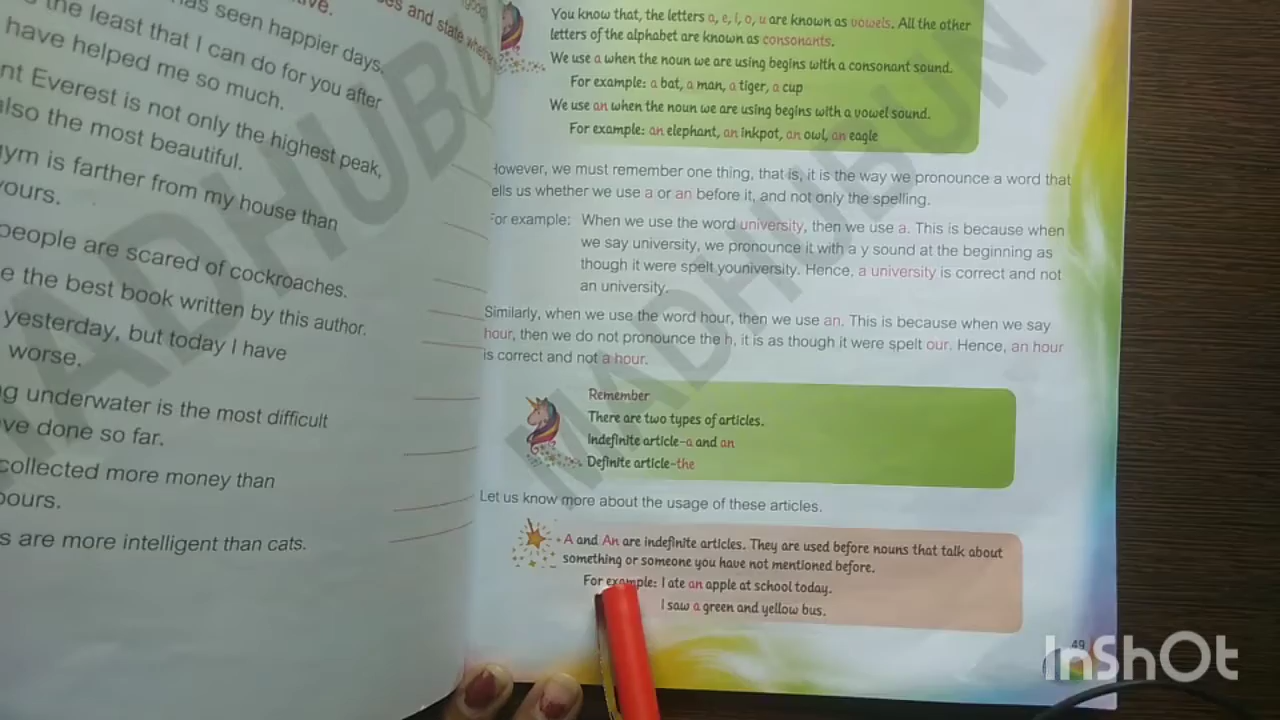 has seen happier days.
the least that I can do for you after
have helped me so much.
nt Everest is not only the highest peak,
also the most beautiful.
gym is farther from my house than
yours.
people are scared of cockroaches.
e the best book written by this author.
yesterday, but today I have
worse.
ng underwater is the most difficult
ve done so far.
collected more money than
bours.
s are more intelligent than cats.
and state whether
You know that, the letters a, e, i, o, u are known as vowels. All the other
letters of the alphabet are known as consonants.
We use a when the noun we are using begins with a consonant sound.
For example: a bat, a man, a tiger, a cup
We use an when the noun we are using begins with a vowel sound.
For example: an elephant, an inkpot, an owl, an eagle
However, we must remember one thing, that is, it is the way we pronounce a word that
ells us whether we use a or an before it, and not only the spelling.
For example: When we use the word university, then we use a. This is because when
we say university, we pronounce it with a y sound at the beginning as
though it were spelt youniversity. Hence, a university is correct and not
an university.
Similarly, when we use the word hour, then we use an. This is because when we say
hour, then we do not pronounce the h, it is as though it were spelt our. Hence, an hour
is correct and not a hour.
Remember
There are two types of articles.
Indefinite article-a and an
Definite article-the
Let us know more about the usage of these articles.
A and An are indefinite articles. They are used before nouns that talk about
something or someone you have not mentioned before.
For example: I ate an apple at school today.
I saw a green and yellow bus.
49
MADHUBUN
MADHUBUN
InShOt